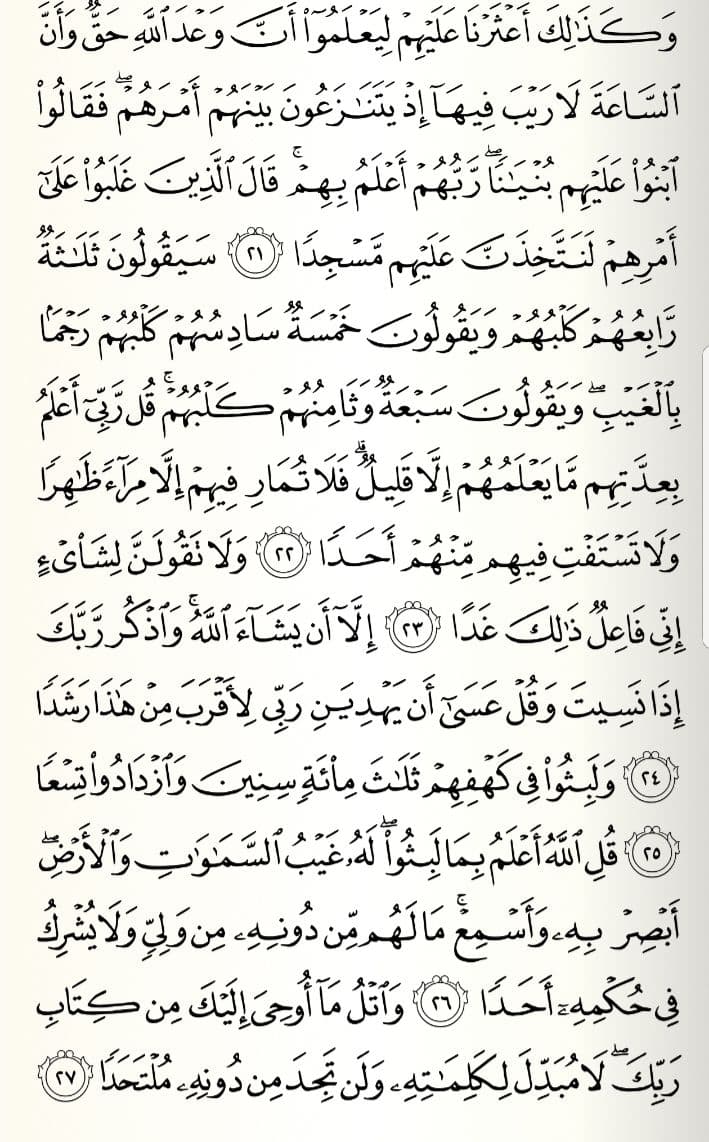 وَكَذَٰلِكَ أَعْثَرْنَا عَلَيْهِمْ لِيَعْلَمُوٓا۟ أَنَّ وَعْدَ ٱللَّهِ حَقٌّ وَأَنَّ
ٱلسَّاعَةَ لَا رَيْبَ فِيهَآ إِذْ يَتَنَـٰزَعُونَ بَيْنَهُمْ أَمْرَهُمْ ۖ فَقَالُوا۟
ٱبْنُوا۟ عَلَيْهِم بُنْيَـٰنًا ۖ رَّبُّهُمْ أَعْلَمُ بِهِمْ ۚ قَالَ ٱلَّذِينَ غَلَبُوا۟ عَلَىٰٓ
أَمْرِهِمْ لَنَتَّخِذَنَّ عَلَيْهِم مَّسْجِدًا ٢١ سَيَقُولُونَ ثَلَـٰثَةٌ
رَّابِعُهُمْ كَلْبُهُمْ وَيَقُولُونَ خَمْسَةٌ سَادِسُهُمْ كَلْبُهُمْ رَجْمًۢا
بِٱلْغَيْبِ ۖ وَيَقُولُونَ سَبْعَةٌ وَثَامِنُهُمْ كَلْبُهُمْ ۚ قُل رَّبِّىٓ أَعْلَمُ
بِعِدَّتِهِم مَّا يَعْلَمُهُمْ إِلَّا قَلِيلٌ ۗ فَلَا تُمَارِ فِيهِمْ إِلَّا مِرَآءً ظَـٰهِرًا
وَلَا تَسْتَفْتِ فِيهِم مِّنْهُمْ أَحَدًا ٢٢ وَلَا تَقُولَنَّ لِشَا۟ىْءٍ
إِنِّى فَاعِلٌ ذَٰلِكَ غَدًا ٢٣ إِلَّآ أَن يَشَآءَ ٱللَّهُ ۚ وَٱذْكُر رَّبَّكَ
إِذَا نَسِيتَ وَقُلْ عَسَىٰٓ أَن يَهْدِيَنِ رَبِّى لِأَقْرَبَ مِنْ هَـٰذَا رَشَدًا
٢٤ وَلَبِثُوا۟ فِى كَهْفِهِمْ ثَلَـٰثَ مِا۟ئَةٍ سِنِينَ وَٱزْدَادُوا۟ تِسْعًا
٢٥ قُلِ ٱللَّهُ أَعْلَمُ بِمَا لَبِثُوا۟ ۖ لَهُۥ غَيْبُ ٱلسَّمَـٰوَٰتِ وَٱلْأَرْضِ ۖ
أَبْصِرْ بِهِۦ وَأَسْمِعْ ۚ مَا لَهُم مِّن دُونِهِۦ مِن وَلِىٍّ وَلَا يُشْرِكُ
فِى حُكْمِهِۦٓ أَحَدًا ٢٦ وَٱتْلُ مَآ أُوحِىَ إِلَيْكَ مِن كِتَابِ
رَبِّكَ ۖ لَا مُبَدِّلَ لِكَلِمَـٰتِهِۦ وَلَن تَجِدَ مِن دُونِهِۦ مُلْتَحَدًا ٢٧